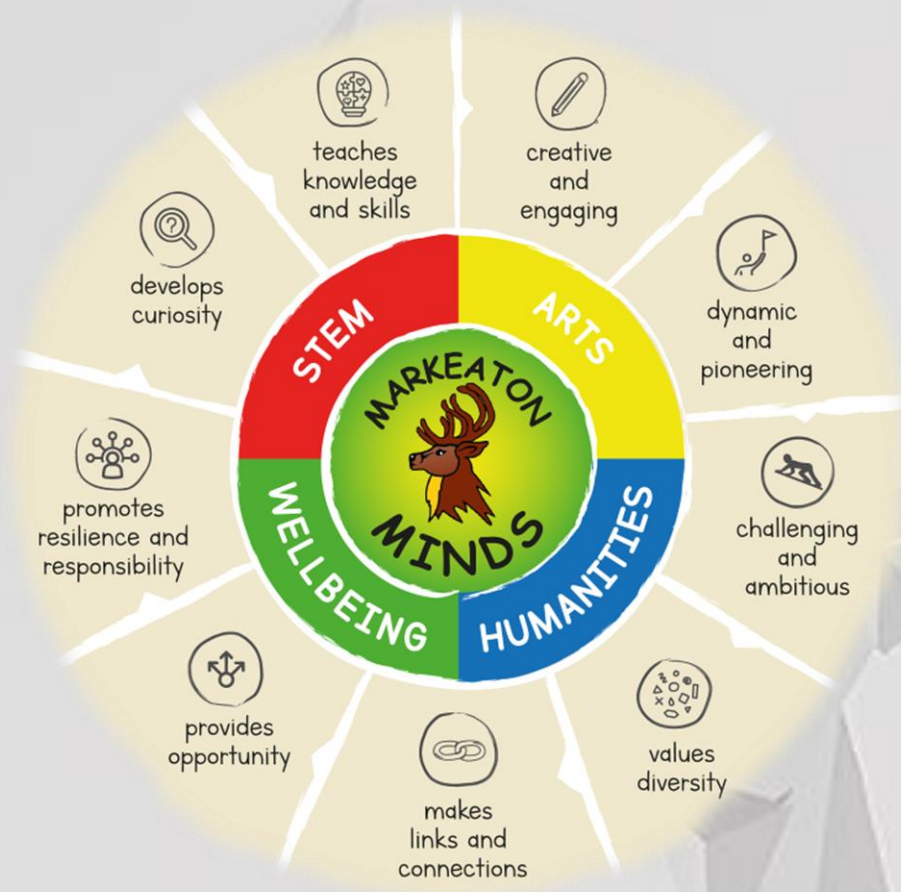 teaches
knowledge
and skills
creative
and
engaging
develops
curiosity
dynamic
and
pioneering
STEM
ARTS
MARKEATON
MINDS
promotes
resilience and
responsibility
challenging
and
ambitious
WELLBEING
HUMANITIES
provides
opportunity
values
diversity
makes
links and
connections